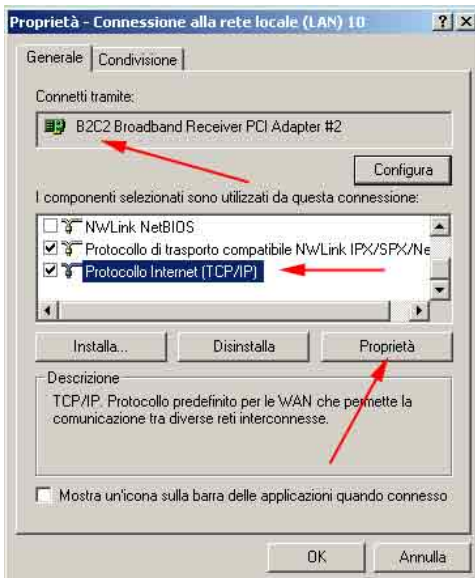 Proprietà - Connessione alla rete locale (LAN) 10
Generale
Condivisione
Connetti tramite:
B2C2 Broadband Receiver PCI Adapter #2
Configura
I componenti selezionati sono utilizzati da questa connessione:
NWLink NetBIOS
Protocollo di trasporto compatibile NWLink IPX/SPX/Ne
Protocollo Internet (TCP/IP)
Installa...
Disinstalla
Proprietà
Descrizione
TCP/IP. Protocollo predefinito per le WAN che permette la
comunicazione tra diverse reti interconnesse.
Mostra un'icona sulla barra delle applicazioni quando connesso
OK
Annulla